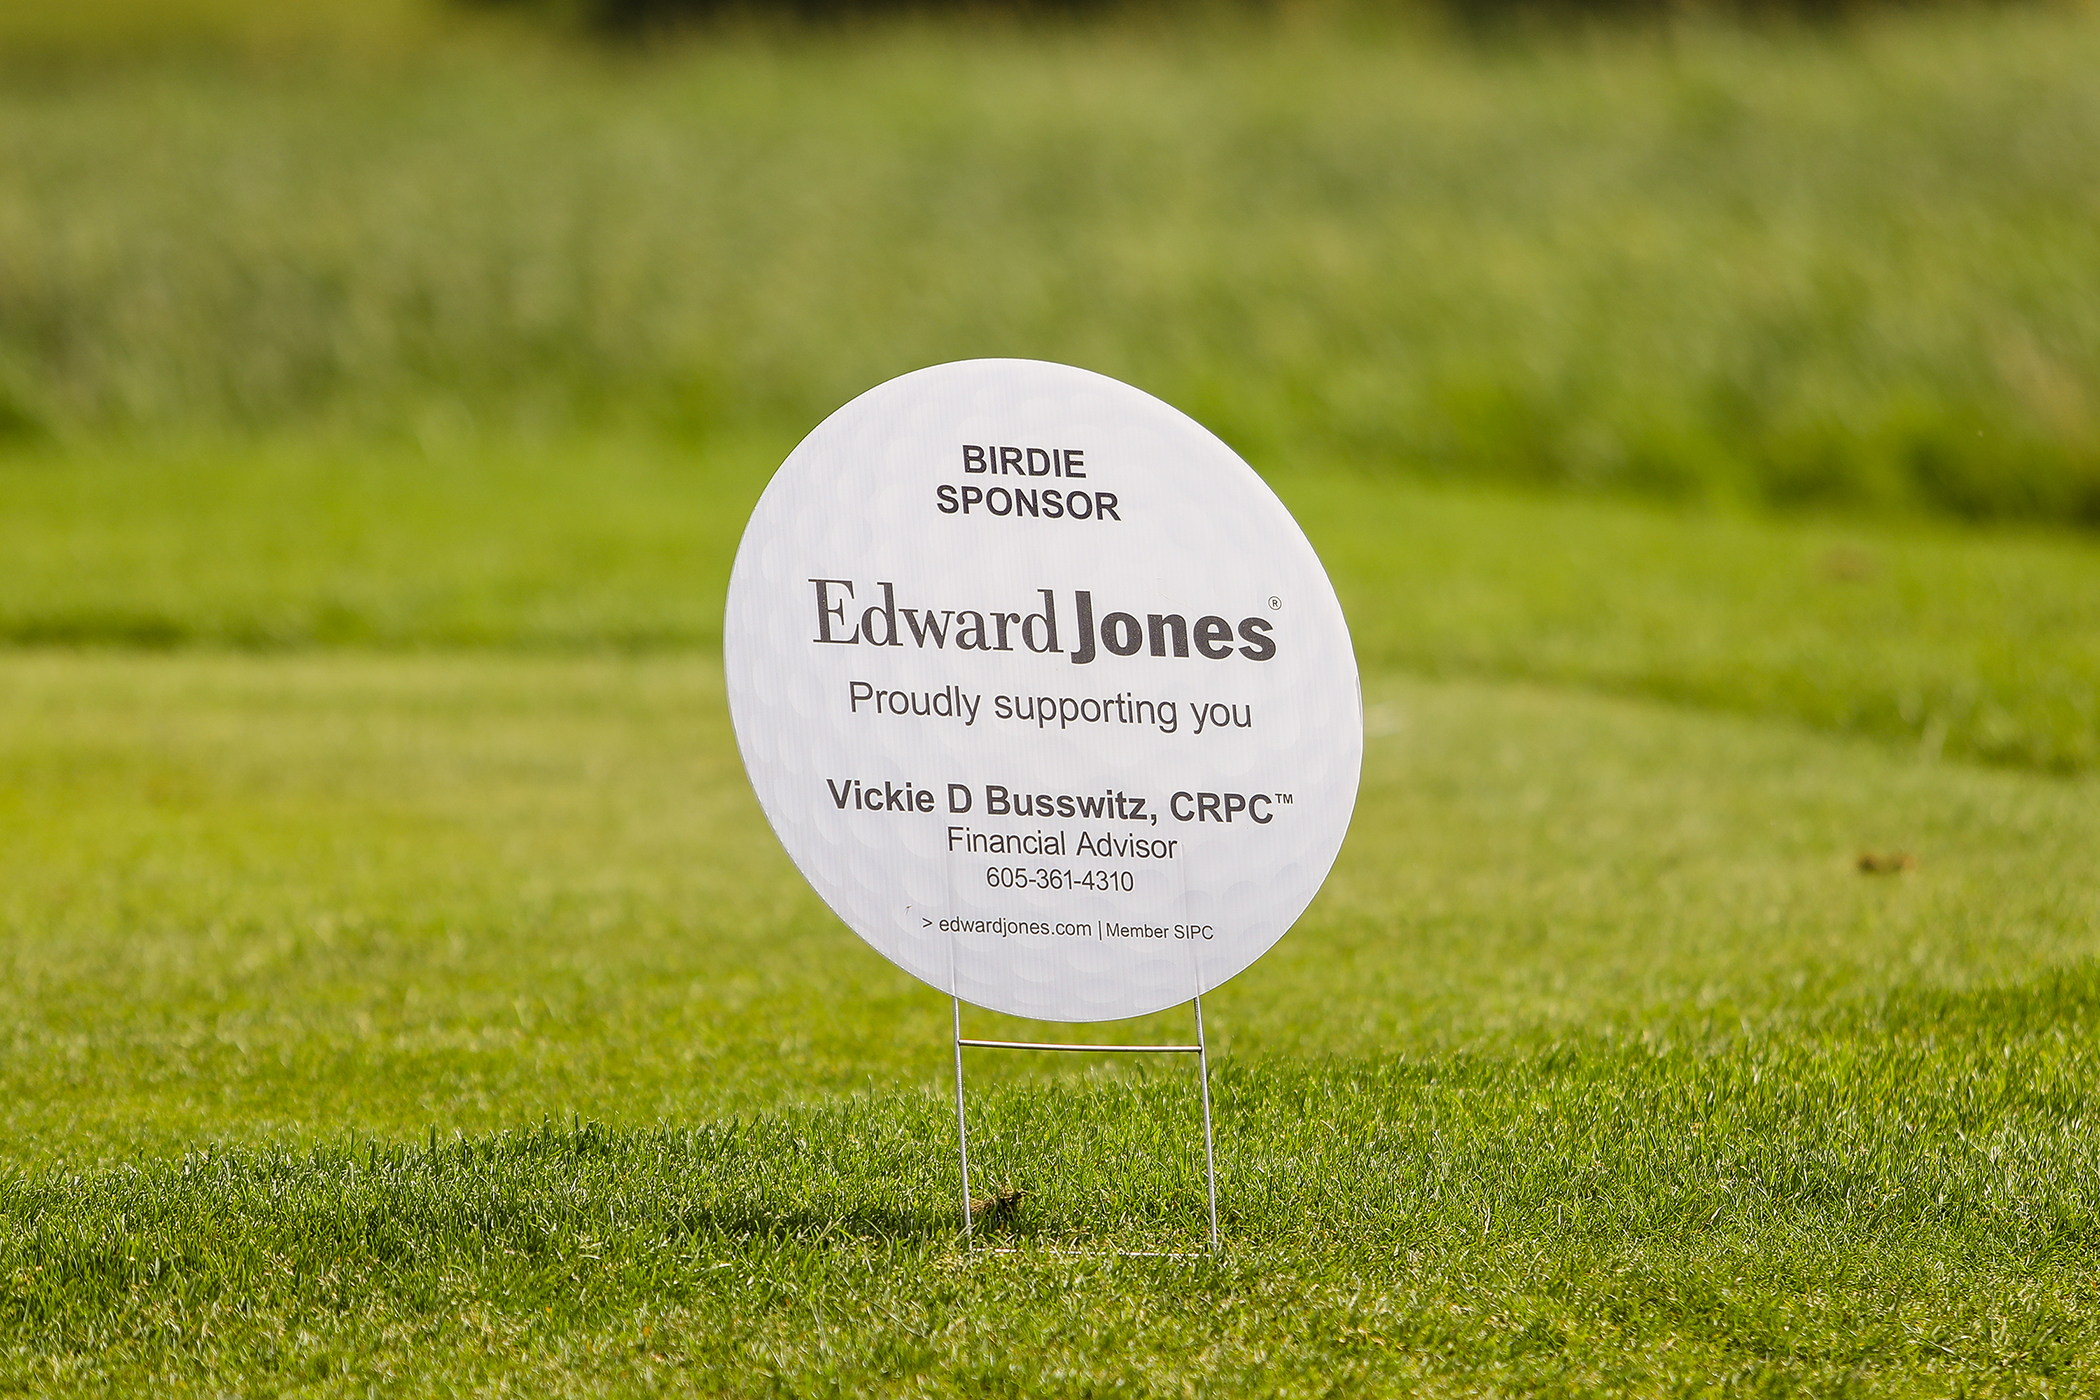 BIRDIE
SPONSOR
Edward Jones®
Proudly supporting you
Vickie D Busswitz, CRPC™
Financial Advisor
605-361-4310
> edwardjones.com | Member SIPC